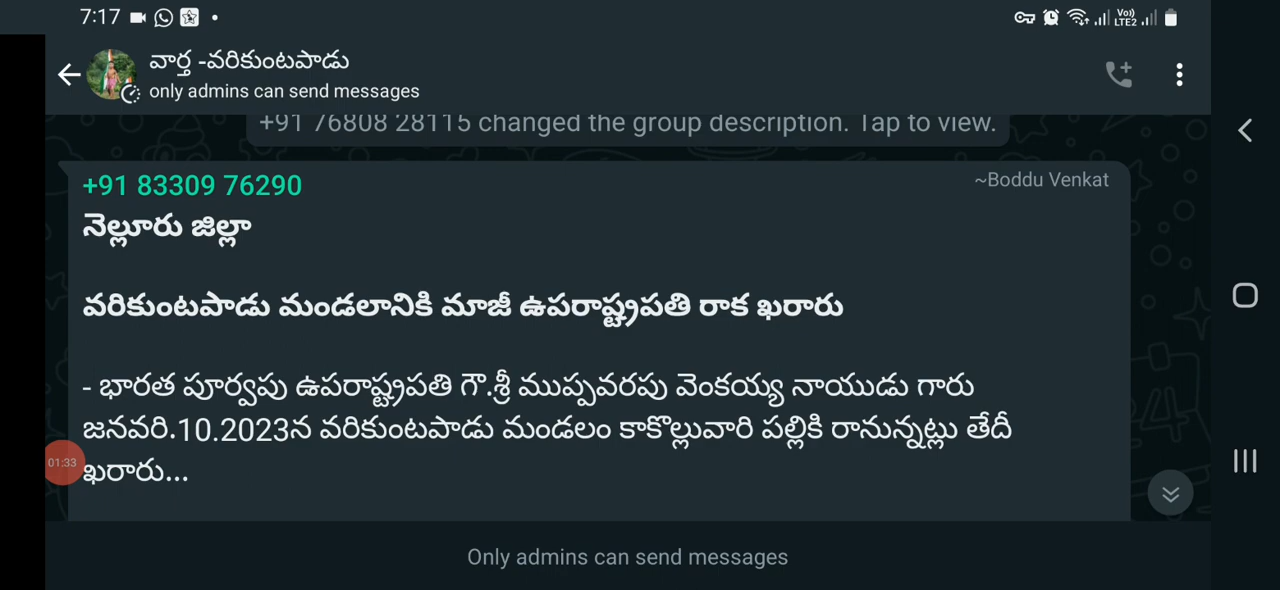 7:17
Vo))
LTE2
వార్త -వరికుంటపాడు
only admins can send messages
+91 76808 28115 changed the group description. Tap to view.
+91 83309 76290
~Boddu Venkat
నెల్లూరు జిల్లా
వరికుంటపాడు మండలానికి మాజీ ఉపరాష్ట్రపతి రాక ఖరారు
- భారత పూర్వపు ఉపరాష్ట్రపతి గౌ.శ్రీ ముప్పవరపు వెంకయ్య నాయుడు గారు
జనవరి.10.2023న వరికుంటపాడు మండలం కాకొల్లువారి పల్లికి రానున్నట్లు తేదీ
ఖరారు...
01:33
Only admins can send messages